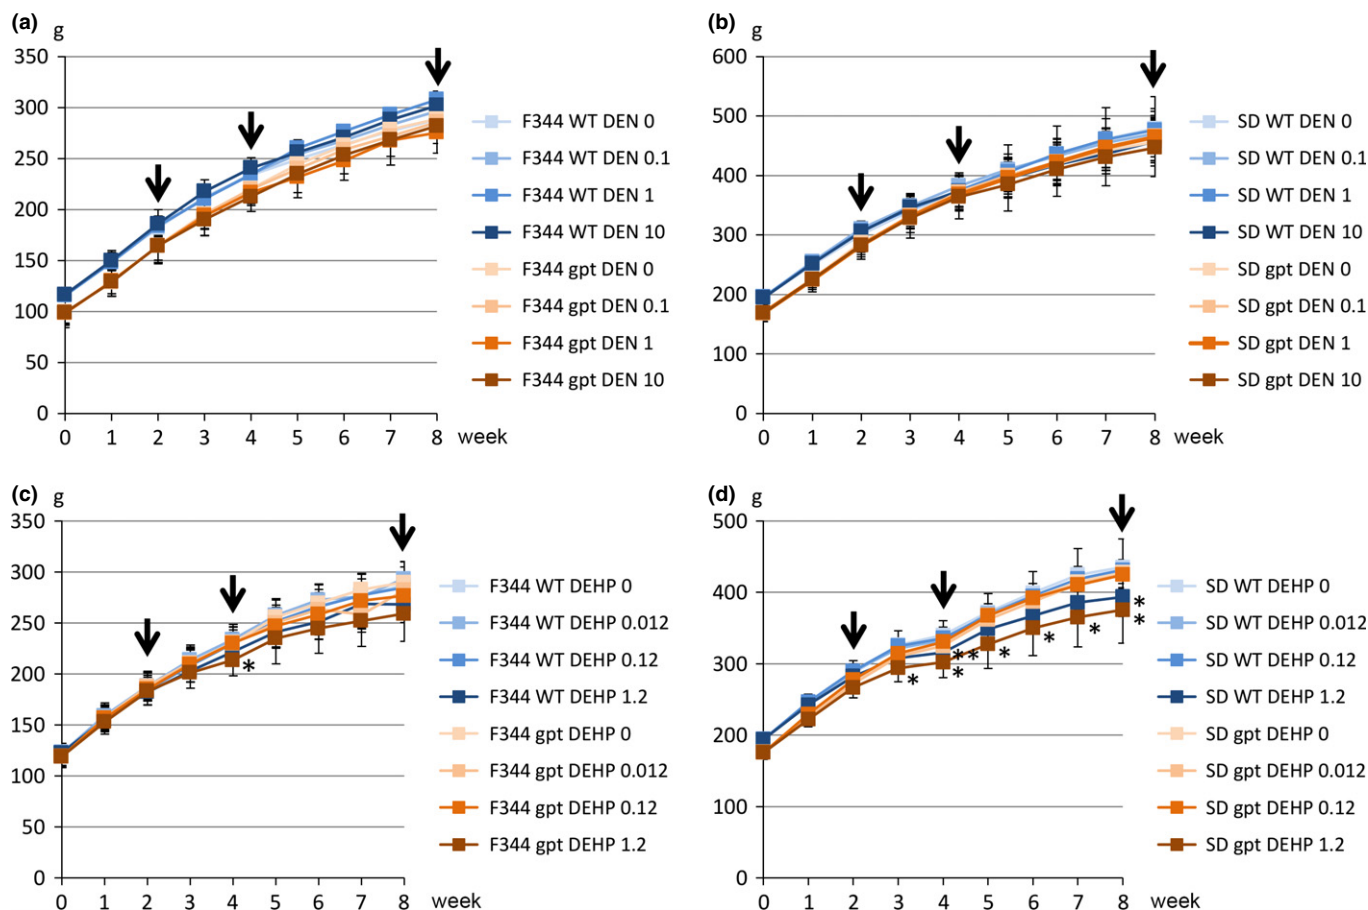 (a)
g
350
300
250
200
150
100
50
0
0 1 2 3 4 5 6 7 8 week
F344 WT DEN 0
F344 WT DEN 0.1
F344 WT DEN 1
F344 WT DEN 10
F344 gpt DEN 0
F344 gpt DEN 0.1
F344 gpt DEN 1
F344 gpt DEN 10
(b)
g
600
500
400
300
200
100
0
0 1 2 3 4 5 6 7 8 week
SD WT DEN 0
SD WT DEN 0.1
SD WT DEN 1
SD WT DEN 10
SD gpt DEN 0
SD gpt DEN 0.1
SD gpt DEN 1
SD gpt DEN 10
(c)
g
350
300
250
200
150
100
50
0
*
0 1 2 3 4 5 6 7 8 week
F344 WT DEHP 0
F344 WT DEHP 0.012
F344 WT DEHP 0.12
F344 WT DEHP 1.2
F344 gpt DEHP 0
F344 gpt DEHP 0.012
F344 gpt DEHP 0.12
F344 gpt DEHP 1.2
(d)
g
500
400
300
200
100
0
*
*
* *
*
*
*
*
*
0 1 2 3 4 5 6 7 8 week
SD WT DEHP 0
SD WT DEHP 0.012
SD WT DEHP 0.12
SD WT DEHP 1.2
SD gpt DEHP 0
SD gpt DEHP 0.012
SD gpt DEHP 0.12
SD gpt DEHP 1.2